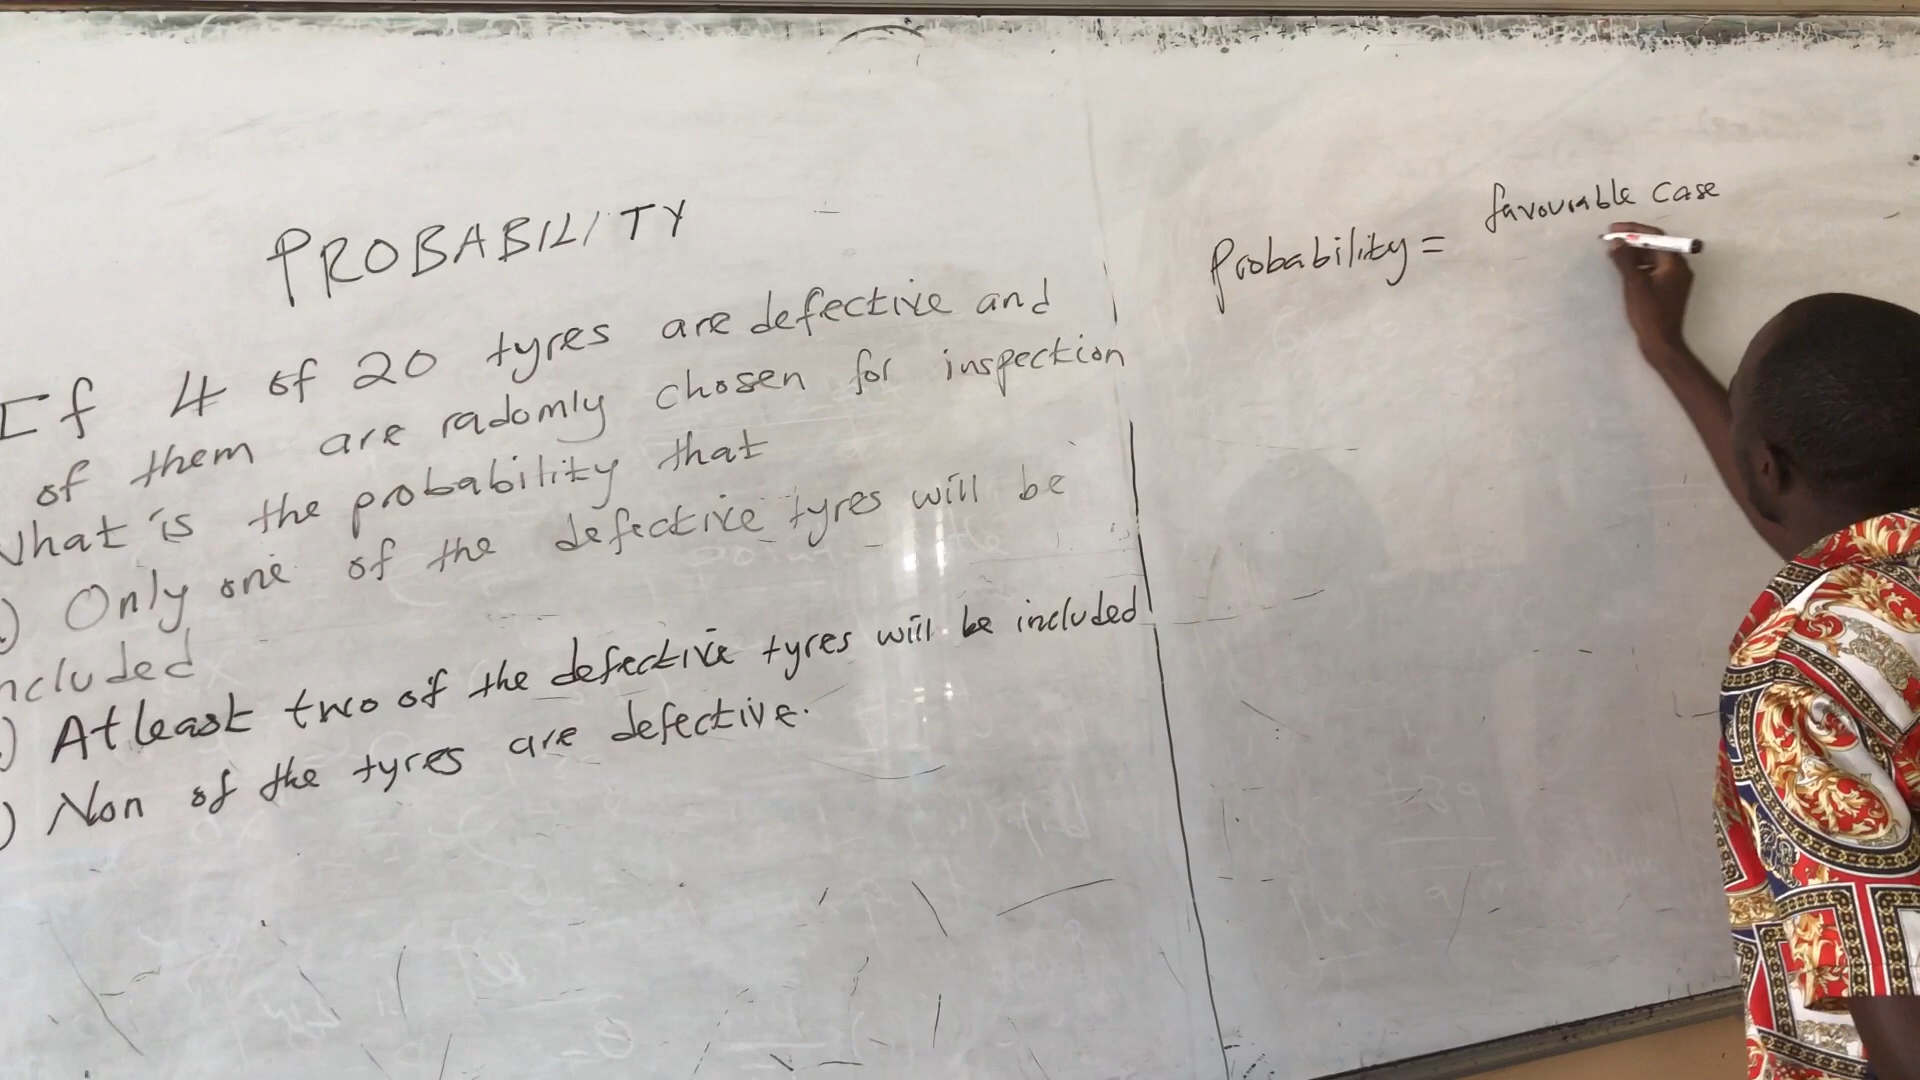 PROBABILITY
If 4 of 20 tyres are defective and
of them are radomly chosen for inspection
What is the probability that
) Only one of the defective tyres will be
ncluded
) Atleast two of the defective tyres will be included
) Non of the tyres are defective.
Probability = favourable case